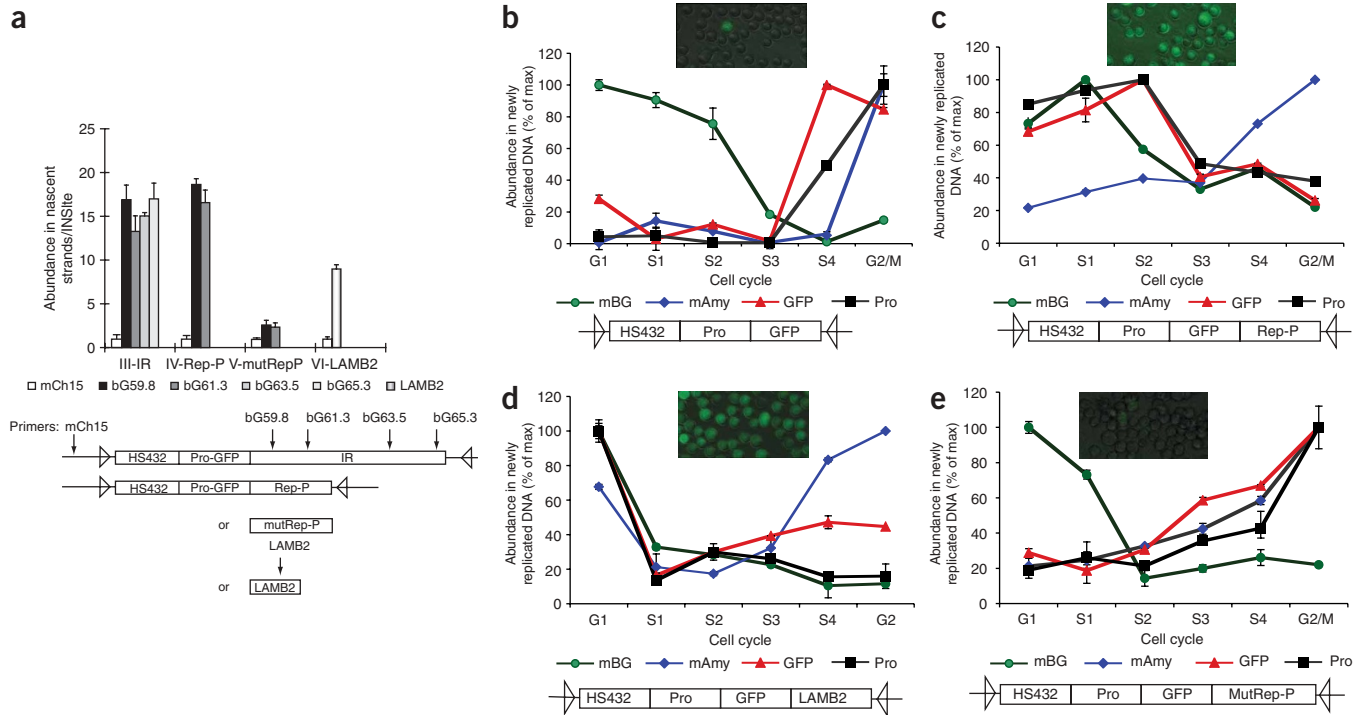 a
Abundance in nascent
strands/INSite
25
20
15
10
5
0
III-IR IV-Rep-P V-mutRepP VI-LAMB2
mCh15 bG59.8 bG61.3 bG63.5 bG65.3 LAMB2
Primers: mCh15
bG59.8 bG61.3 bG63.5 bG65.3
HS432 Pro-GFP IR
HS432 Pro-GFP Rep-P
or mutRep-P
LAMB2
or LAMB2
b
Abundance in newly
replicated DNA (% of max)
120
100
80
60
40
20
0
G1 S1 S2 S3 S4 G2/M
Cell cycle
mBG mAmy GFP Pro
HS432 Pro GFP
c
Abundance in newly replicated
DNA (% of max)
120
100
80
60
40
20
0
G1 S1 S2 S3 S4 G2/M
Cell cycle
mBG mAmy GFP Pro
HS432 Pro GFP Rep-P
d
Abundance in newly
replicated DNA (% of max)
120
100
80
60
40
20
0
G1 S1 S2 S3 S4 G2
Cell cycle
mBG mAmy GFP Pro
HS432 Pro GFP LAMB2
e
Abundance in newly
replicated DNA (% of max)
120
100
80
60
40
20
0
G1 S1 S2 S3 S4 G2/M
Cell cycle
mBG mAmy GFP Pro
HS432 Pro GFP MutRep-P